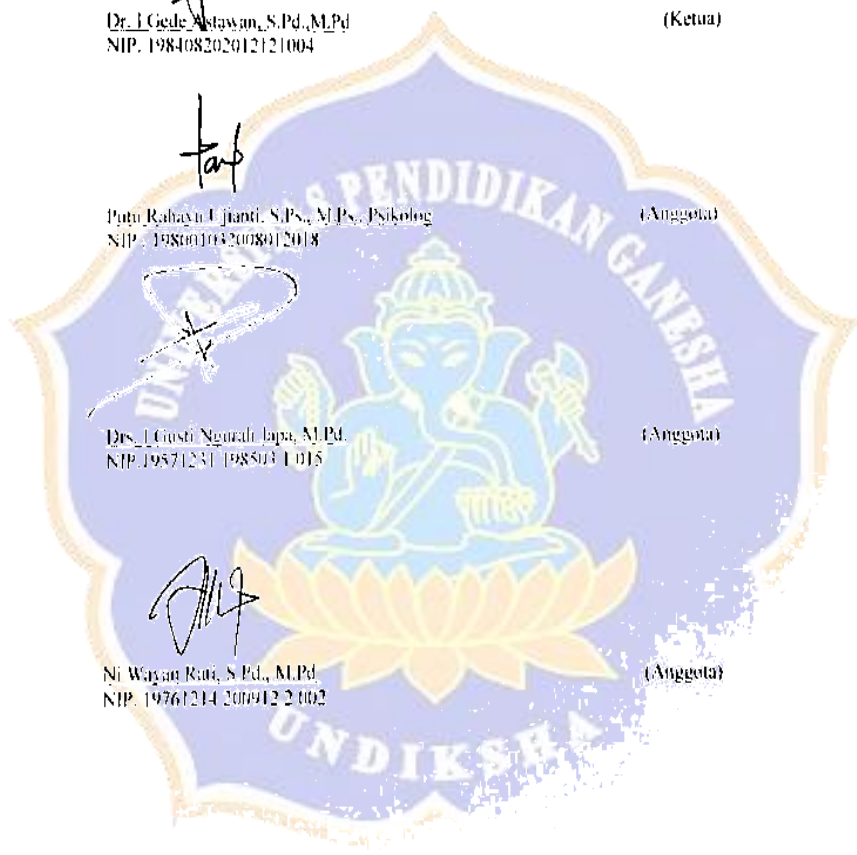 Dr. I Gede Astawan, S.Pd.,M.Pd (Ketua)
NIP. 198408202012121004
Putu Rahayu Ujianti, S.Ps., M.Ps., Psikolog (Anggota)
NIP : 198001032008012018
Drs. I Gusti Ngurah Japa, M.Pd. (Anggota)
NIP.19571231 198503 1 015
Ni Wayan Rati, S.Pd., M.Pd (Anggota)
NIP. 19761214 200912 2 002
UNIVERSITAS PENDIDIKAN GANESHA
UNDIKSHA